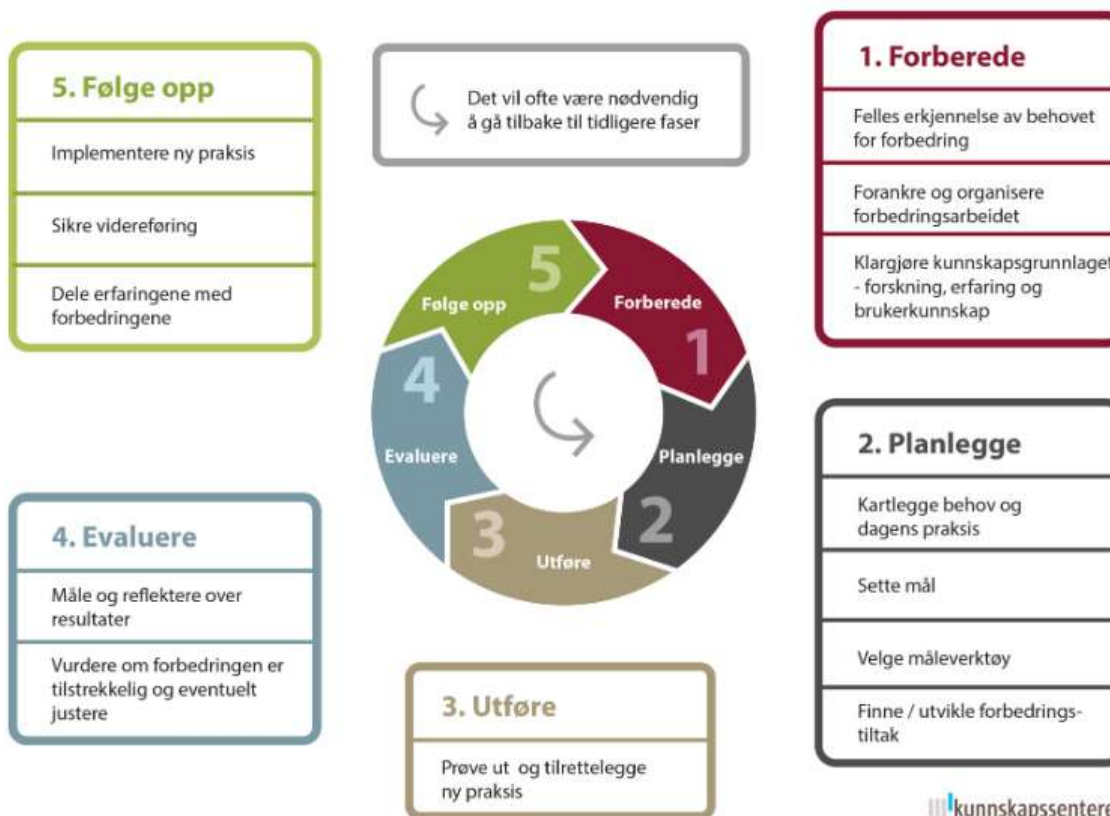 5. Følge opp
Implementere ny praksis
Sikre videreføring
Dele erfaringene med
forbedringene
Det vil ofte være nødvendig
å gå tilbake til tidligere faser
1. Forberede
Felles erkjennelse av behovet
for forbedring
Forankre og organisere
forbedringsarbeidet
Klargjøre kunnskapsgrunnlaget
- forskning, erfaring og
brukerkunnskap
5
Følge opp
Forberede
1
4
Evaluere
Planlegge
2
3
Utføre
2. Planlegge
Kartlegge behov og
dagens praksis
Sette mål
Velge måleverktøy
Finne / utvikle forbedrings-
tiltak
4. Evaluere
Måle og reflektere over
resultater
Vurdere om forbedringen er
tilstrekkelig og eventuelt
justere
3. Utføre
Prøve ut og tilrettelegge
ny praksis
kunnskapssentere